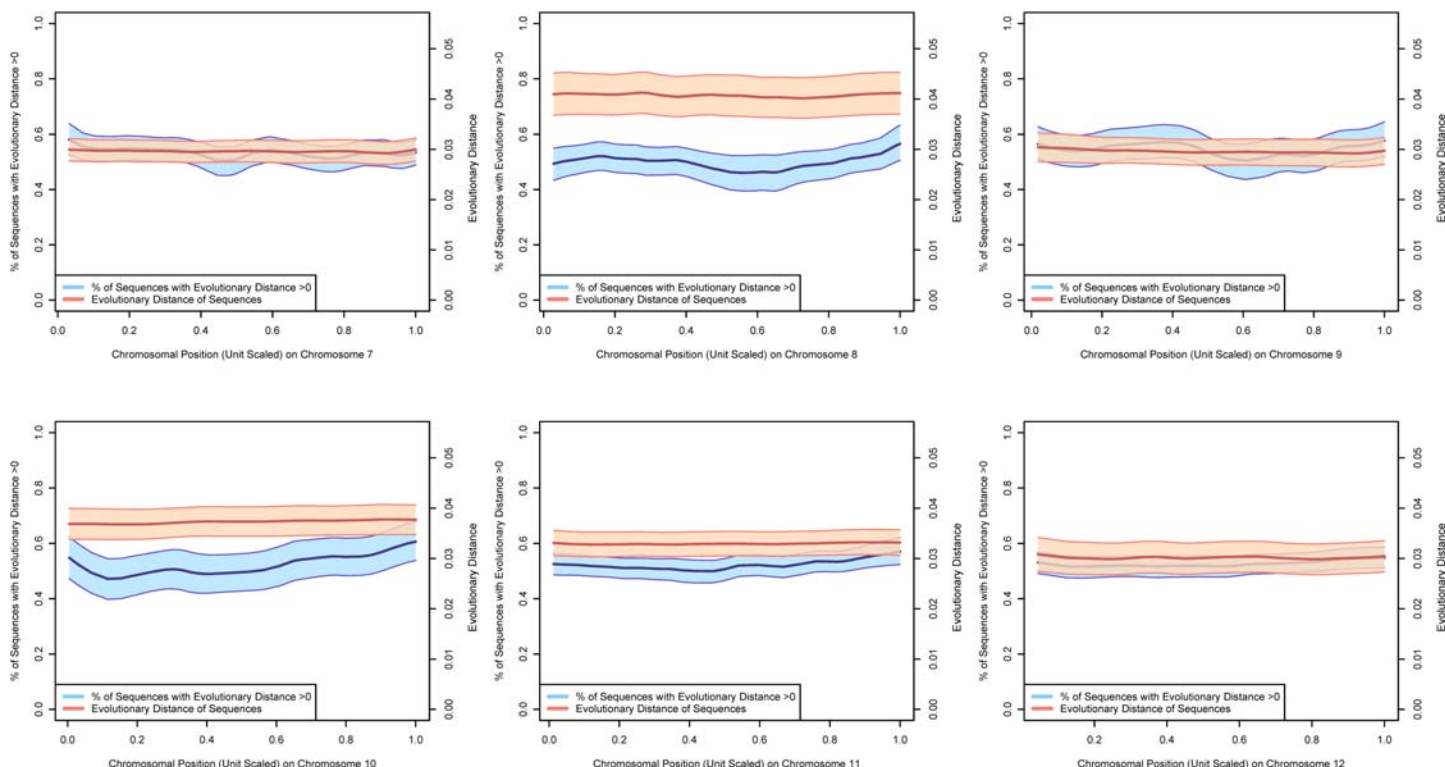 % of Sequences with Evolutionary Distance >0
0.0 0.2 0.4 0.6 0.8 1.0
0.00 0.01 0.02 0.03 0.04 0.05
Evolutionary Distance
% of Sequences with Evolutionary Distance >0
Evolutionary Distance of Sequences
0.0 0.2 0.4 0.6 0.8 1.0
Chromosomal Position (Unit Scaled) on Chromosome 7
% of Sequences with Evolutionary Distance >0
0.0 0.2 0.4 0.6 0.8 1.0
0.00 0.01 0.02 0.03 0.04 0.05
Evolutionary Distance
% of Sequences with Evolutionary Distance >0
Evolutionary Distance of Sequences
0.0 0.2 0.4 0.6 0.8 1.0
Chromosomal Position (Unit Scaled) on Chromosome 8
% of Sequences with Evolutionary Distance >0
0.0 0.2 0.4 0.6 0.8 1.0
0.00 0.01 0.02 0.03 0.04 0.05
Evolutionary Distance
% of Sequences with Evolutionary Distance >0
Evolutionary Distance of Sequences
0.0 0.2 0.4 0.6 0.8 1.0
Chromosomal Position (Unit Scaled) on Chromosome 9
% of Sequences with Evolutionary Distance >0
0.0 0.2 0.4 0.6 0.8 1.0
0.00 0.01 0.02 0.03 0.04 0.05
Evolutionary Distance
% of Sequences with Evolutionary Distance >0
Evolutionary Distance of Sequences
0.0 0.2 0.4 0.6 0.8 1.0
Chromosomal Position (Unit Scaled) on Chromosome 10
% of Sequences with Evolutionary Distance >0
0.0 0.2 0.4 0.6 0.8 1.0
0.00 0.01 0.02 0.03 0.04 0.05
Evolutionary Distance
% of Sequences with Evolutionary Distance >0
Evolutionary Distance of Sequences
0.0 0.2 0.4 0.6 0.8 1.0
Chromosomal Position (Unit Scaled) on Chromosome 11
% of Sequences with Evolutionary Distance >0
0.0 0.2 0.4 0.6 0.8 1.0
0.00 0.01 0.02 0.03 0.04 0.05
Evolutionary Distance
% of Sequences with Evolutionary Distance >0
Evolutionary Distance of Sequences
0.2 0.4 0.6 0.8 1.0
Chromosomal Position (Unit Scaled) on Chromosome 12